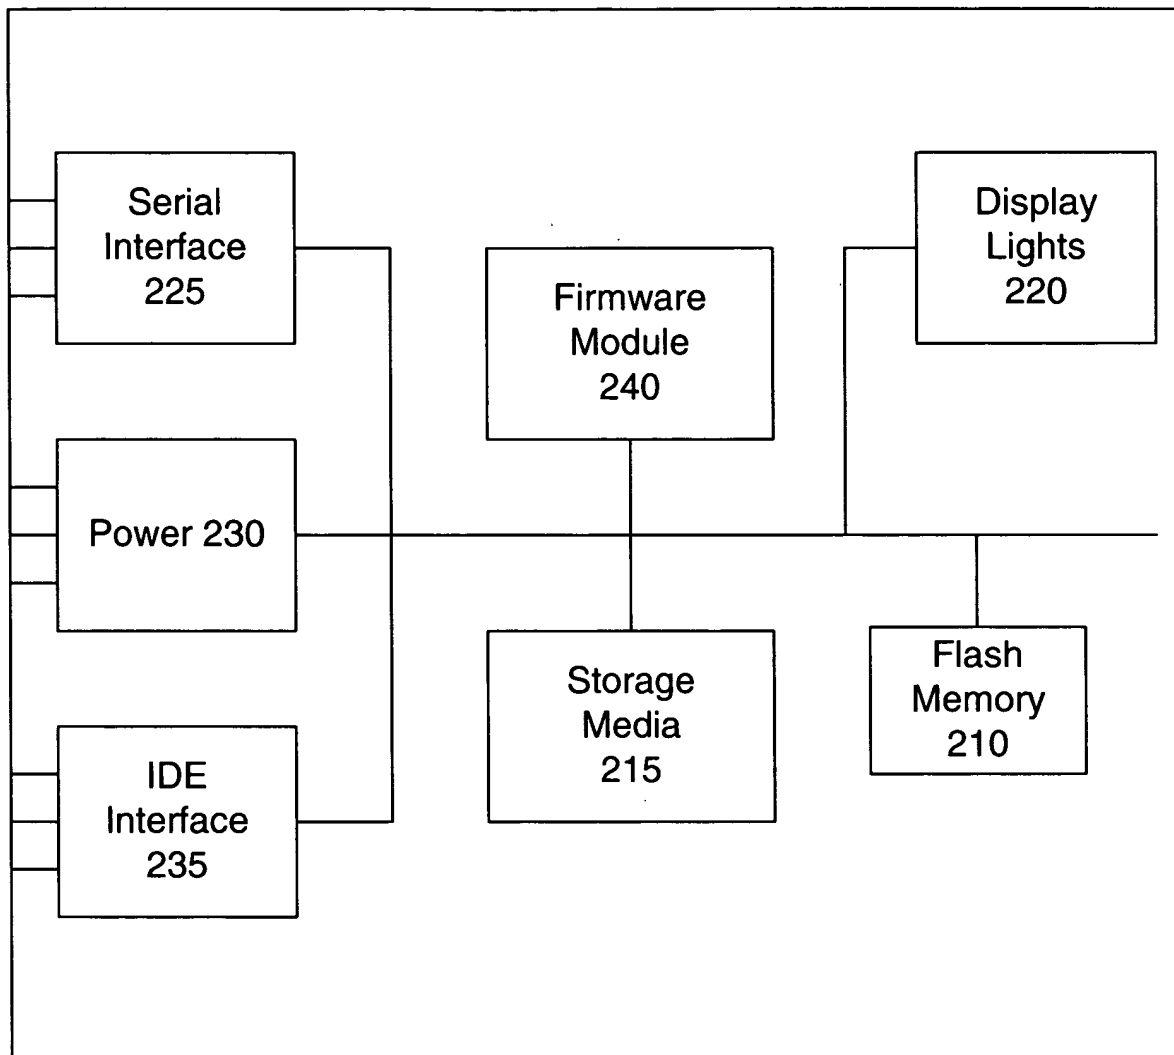 Serial
Interface
225
Display
Lights
220
Firmware
Module
240
Power 230
Storage
Media
215
Flash
Memory
210
IDE
Interface
235